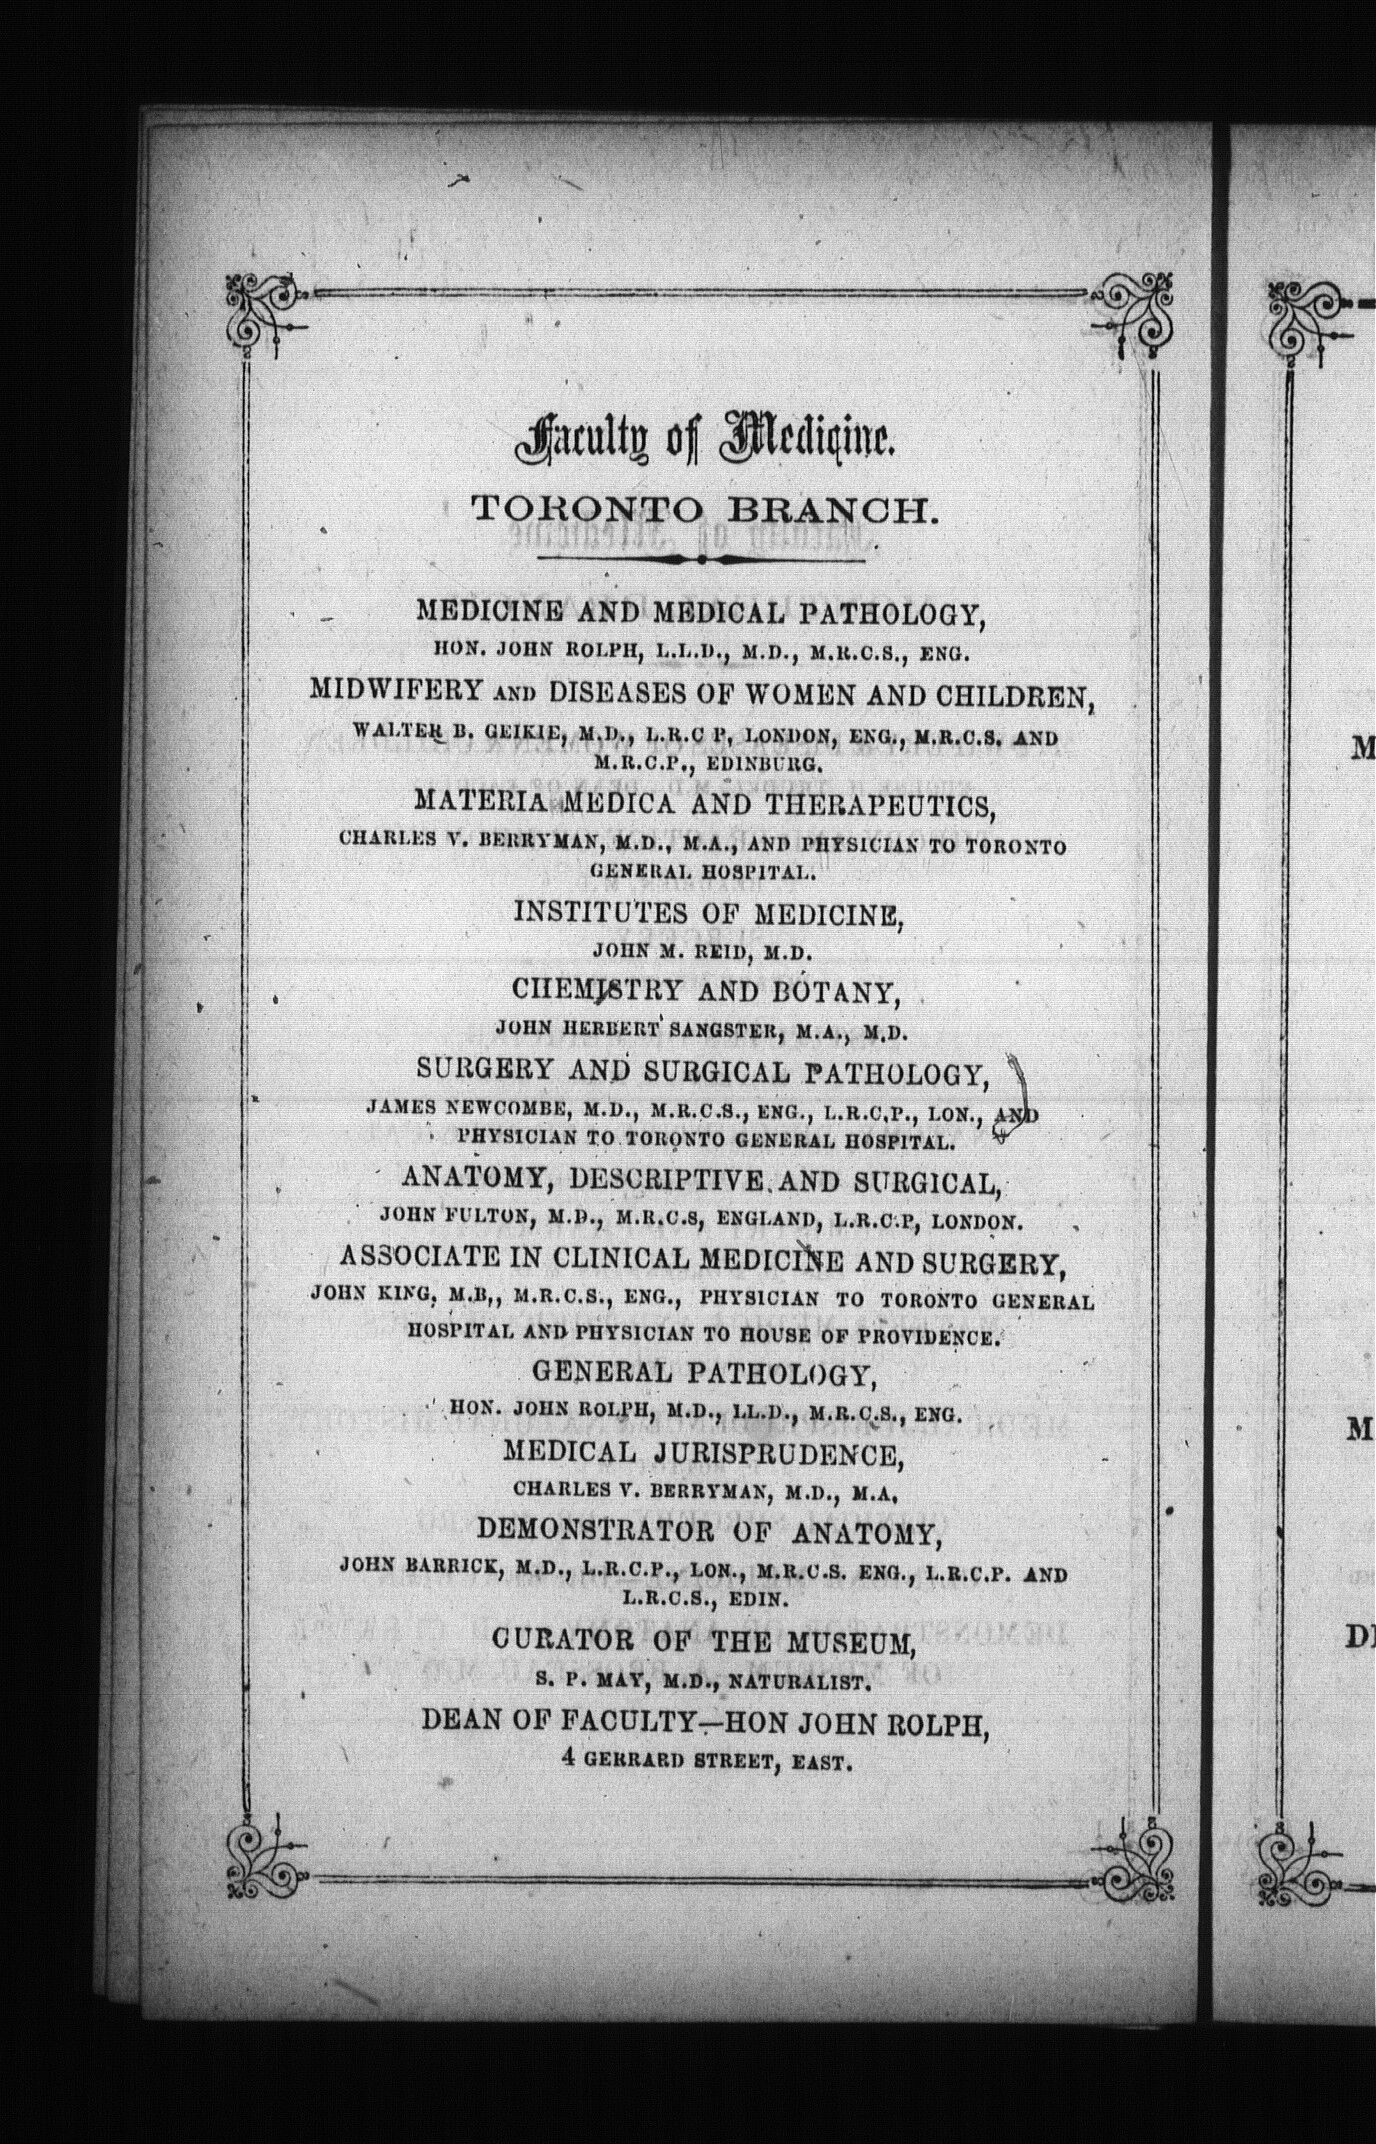 Faculty of Medicine.
TORONTO BRANCH.
MEDICINE AND MEDICAL PATHOLOGY,
HON. JOHN ROLPH, L.L.D., M.D., M.R.C.S., ENG.
MIDWIFERY AND DISEASES OF WOMEN AND CHILDREN,
WALTER B. GEIKIE, M.D., L.R.C P, LONDON, ENG., M.R.C.S. AND
M.R.C.P., EDINBURG.
MATERIA MEDICA AND THERAPEUTICS,
CHARLES V. BERRYMAN, M.D., M.A., AND PHYSICIAN TO TORONTO
GENERAL HOSPITAL.
INSTITUTES OF MEDICINE,
JOHN M. REID, M.D.
CHEMISTRY AND BOTANY,
JOHN HERBERT SANGSTER, M.A., M.D.
SURGERY AND SURGICAL PATHOLOGY,
JAMES NEWCOMBE, M.D., M.R.C.S., ENG., L.R.C.P., LON., AND
PHYSICIAN TO TORONTO GENERAL HOSPITAL.
ANATOMY, DESCRIPTIVE AND SURGICAL,
JOHN FULTON, M.D., M.R.C.S, ENGLAND, L.R.C.P, LONDON.
ASSOCIATE IN CLINICAL MEDICINE AND SURGERY,
JOHN KING, M.B,, M.R.C.S., ENG., PHYSICIAN TO TORONTO GENERAL
HOSPITAL AND PHYSICIAN TO HOUSE OF PROVIDENCE.
GENERAL PATHOLOGY,
HON. JOHN ROLPH, M.D., LL.D., M.R.C.S., ENG.
MEDICAL JURISPRUDENCE,
CHARLES V. BERRYMAN, M.D., M.A.
DEMONSTRATOR OF ANATOMY,
JOHN BARRICK, M.D., L.R.C.P., LON., M.R.C.S. ENG., L.R.C.P. AND
L.R.C.S., EDIN.
CURATOR OF THE MUSEUM,
S. P. MAY, M.D., NATURALIST.
DEAN OF FACULTY—HON JOHN ROLPH,
4 GERRARD STREET, EAST.